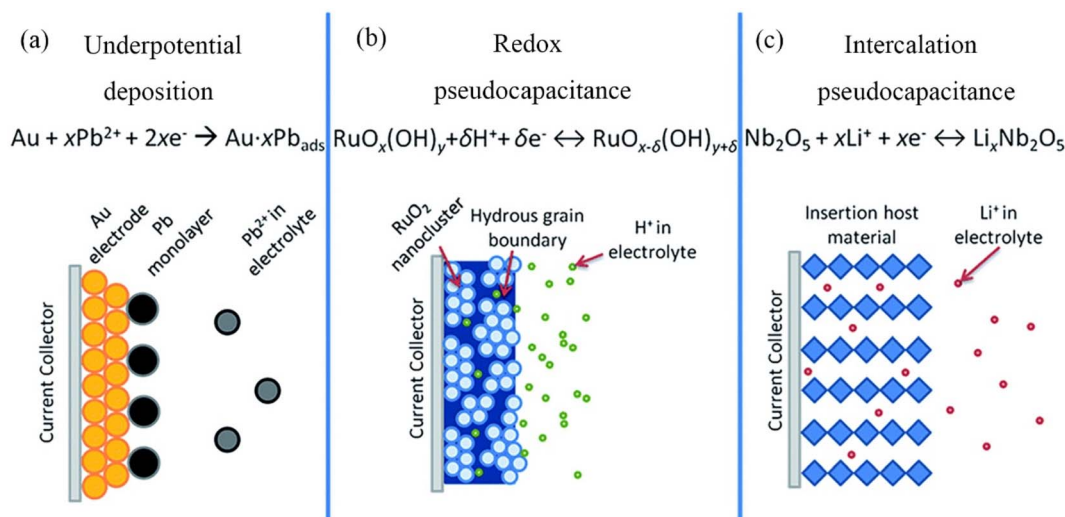 (a) Underpotential
deposition
Au + xPb²⁺ + 2xe⁻ → Au·xPb_ads
Au
electrode
Pb
monolayer
Pb²⁺ in
electrolyte
Current Collector
(b) Redox
pseudocapacitance
RuOₓ(OH)ᵧ+δH⁺+ δe⁻ ↔ RuOₓ₋δ(OH)ᵧ₊δ
RuO₂
nanocluster
Hydrous grain
boundary
H⁺ in
electrolyte
Current Collector
(c) Intercalation
pseudocapacitance
Nb₂O₅ + xLi⁺ + xe⁻ ↔ LiₓNb₂O₅
Insertion host
material
Li⁺ in
electrolyte
Current Collector